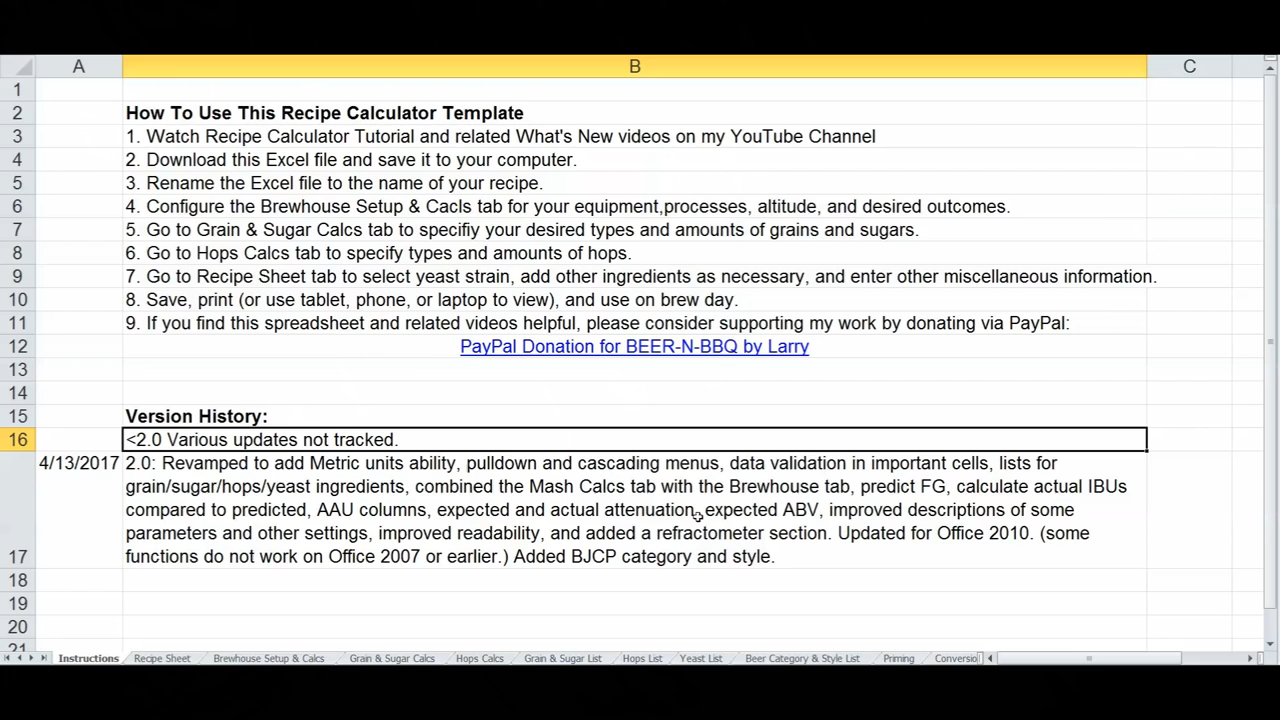 A B C
1
2 How To Use This Recipe Calculator Template
3 1. Watch Recipe Calculator Tutorial and related What's New videos on my YouTube Channel
4 2. Download this Excel file and save it to your computer.
5 3. Rename the Excel file to the name of your recipe.
6 4. Configure the Brewhouse Setup & Cacls tab for your equipment,processes, altitude, and desired outcomes.
7 5. Go to Grain & Sugar Calcs tab to specifiy your desired types and amounts of grains and sugars.
8 6. Go to Hops Calcs tab to specify types and amounts of hops.
9 7. Go to Recipe Sheet tab to select yeast strain, add other ingredients as necessary, and enter other miscellaneous information.
10 8. Save, print (or use tablet, phone, or laptop to view), and use on brew day.
11 9. If you find this spreadsheet and related videos helpful, please consider supporting my work by donating via PayPal:
12 PayPal Donation for BEER-N-BBQ by Larry
13
14
15 Version History:
16 <2.0 Various updates not tracked.
4/13/2017 2.0: Revamped to add Metric units ability, pulldown and cascading menus, data validation in important cells, lists for
grain/sugar/hops/yeast ingredients, combined the Mash Calcs tab with the Brewhouse tab, predict FG, calculate actual IBUs
compared to predicted, AAU columns, expected and actual attenuation, expected ABV, improved descriptions of some
parameters and other settings, improved readability, and added a refractometer section. Updated for Office 2010. (some
17 functions do not work on Office 2007 or earlier.) Added BJCP category and style.
18
19
20
21
Instructions Recipe Sheet Brewhouse Setup & Calcs Grain & Sugar Calcs Hops Calcs Grain & Sugar List Hops List Yeast List Beer Category & Style List Priming Conversio